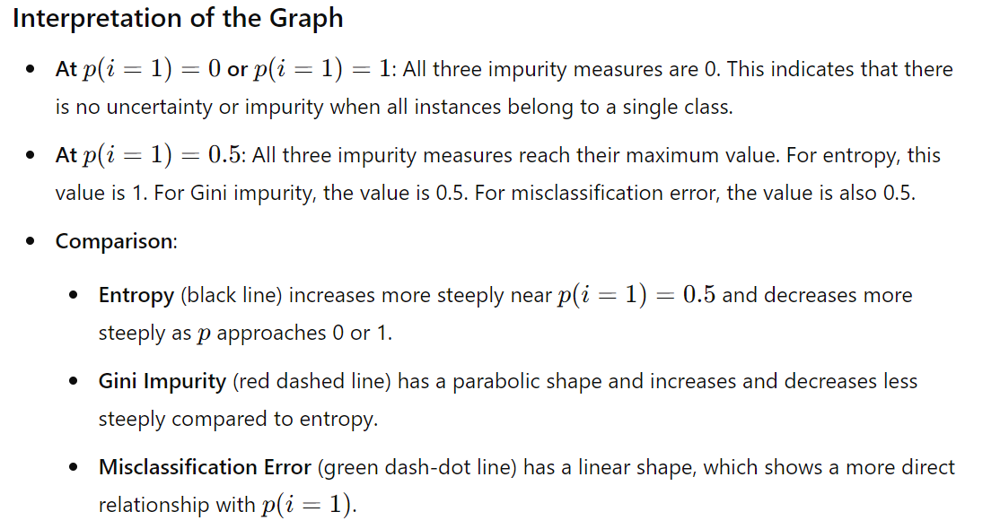 Interpretation of the Graph
• At p(i = 1) = 0 or p(i = 1) = 1: All three impurity measures are 0. This indicates that there
is no uncertainty or impurity when all instances belong to a single class.
• At p(i = 1) = 0.5: All three impurity measures reach their maximum value. For entropy, this
value is 1. For Gini impurity, the value is 0.5. For misclassification error, the value is also 0.5.
• Comparison:
• Entropy (black line) increases more steeply near p(i = 1) = 0.5 and decreases more
steeply as p approaches 0 or 1.
• Gini Impurity (red dashed line) has a parabolic shape and increases and decreases less
steeply compared to entropy.
• Misclassification Error (green dash-dot line) has a linear shape, which shows a more direct
relationship with p(i = 1).